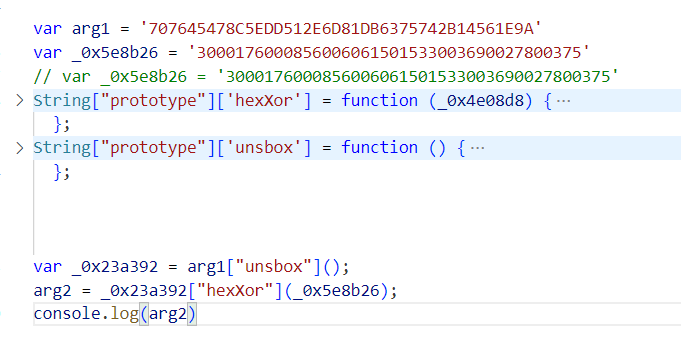 var arg1 = '707645478C5EDD512E6D81DB6375742B14561E9A'
var _0x5e8b26 = '3000176000856006061501533003690027800375'
// var _0x5e8b26 = '3000176000856006061501533003690027800375'
String["prototype"]['hexXor'] = function (_0x4e08d8) {…
};
String["prototype"]['unsbox'] = function () {…
};
var _0x23a392 = arg1["unsbox"]();
arg2 = _0x23a392["hexXor"](_0x5e8b26);
console.log(arg2)